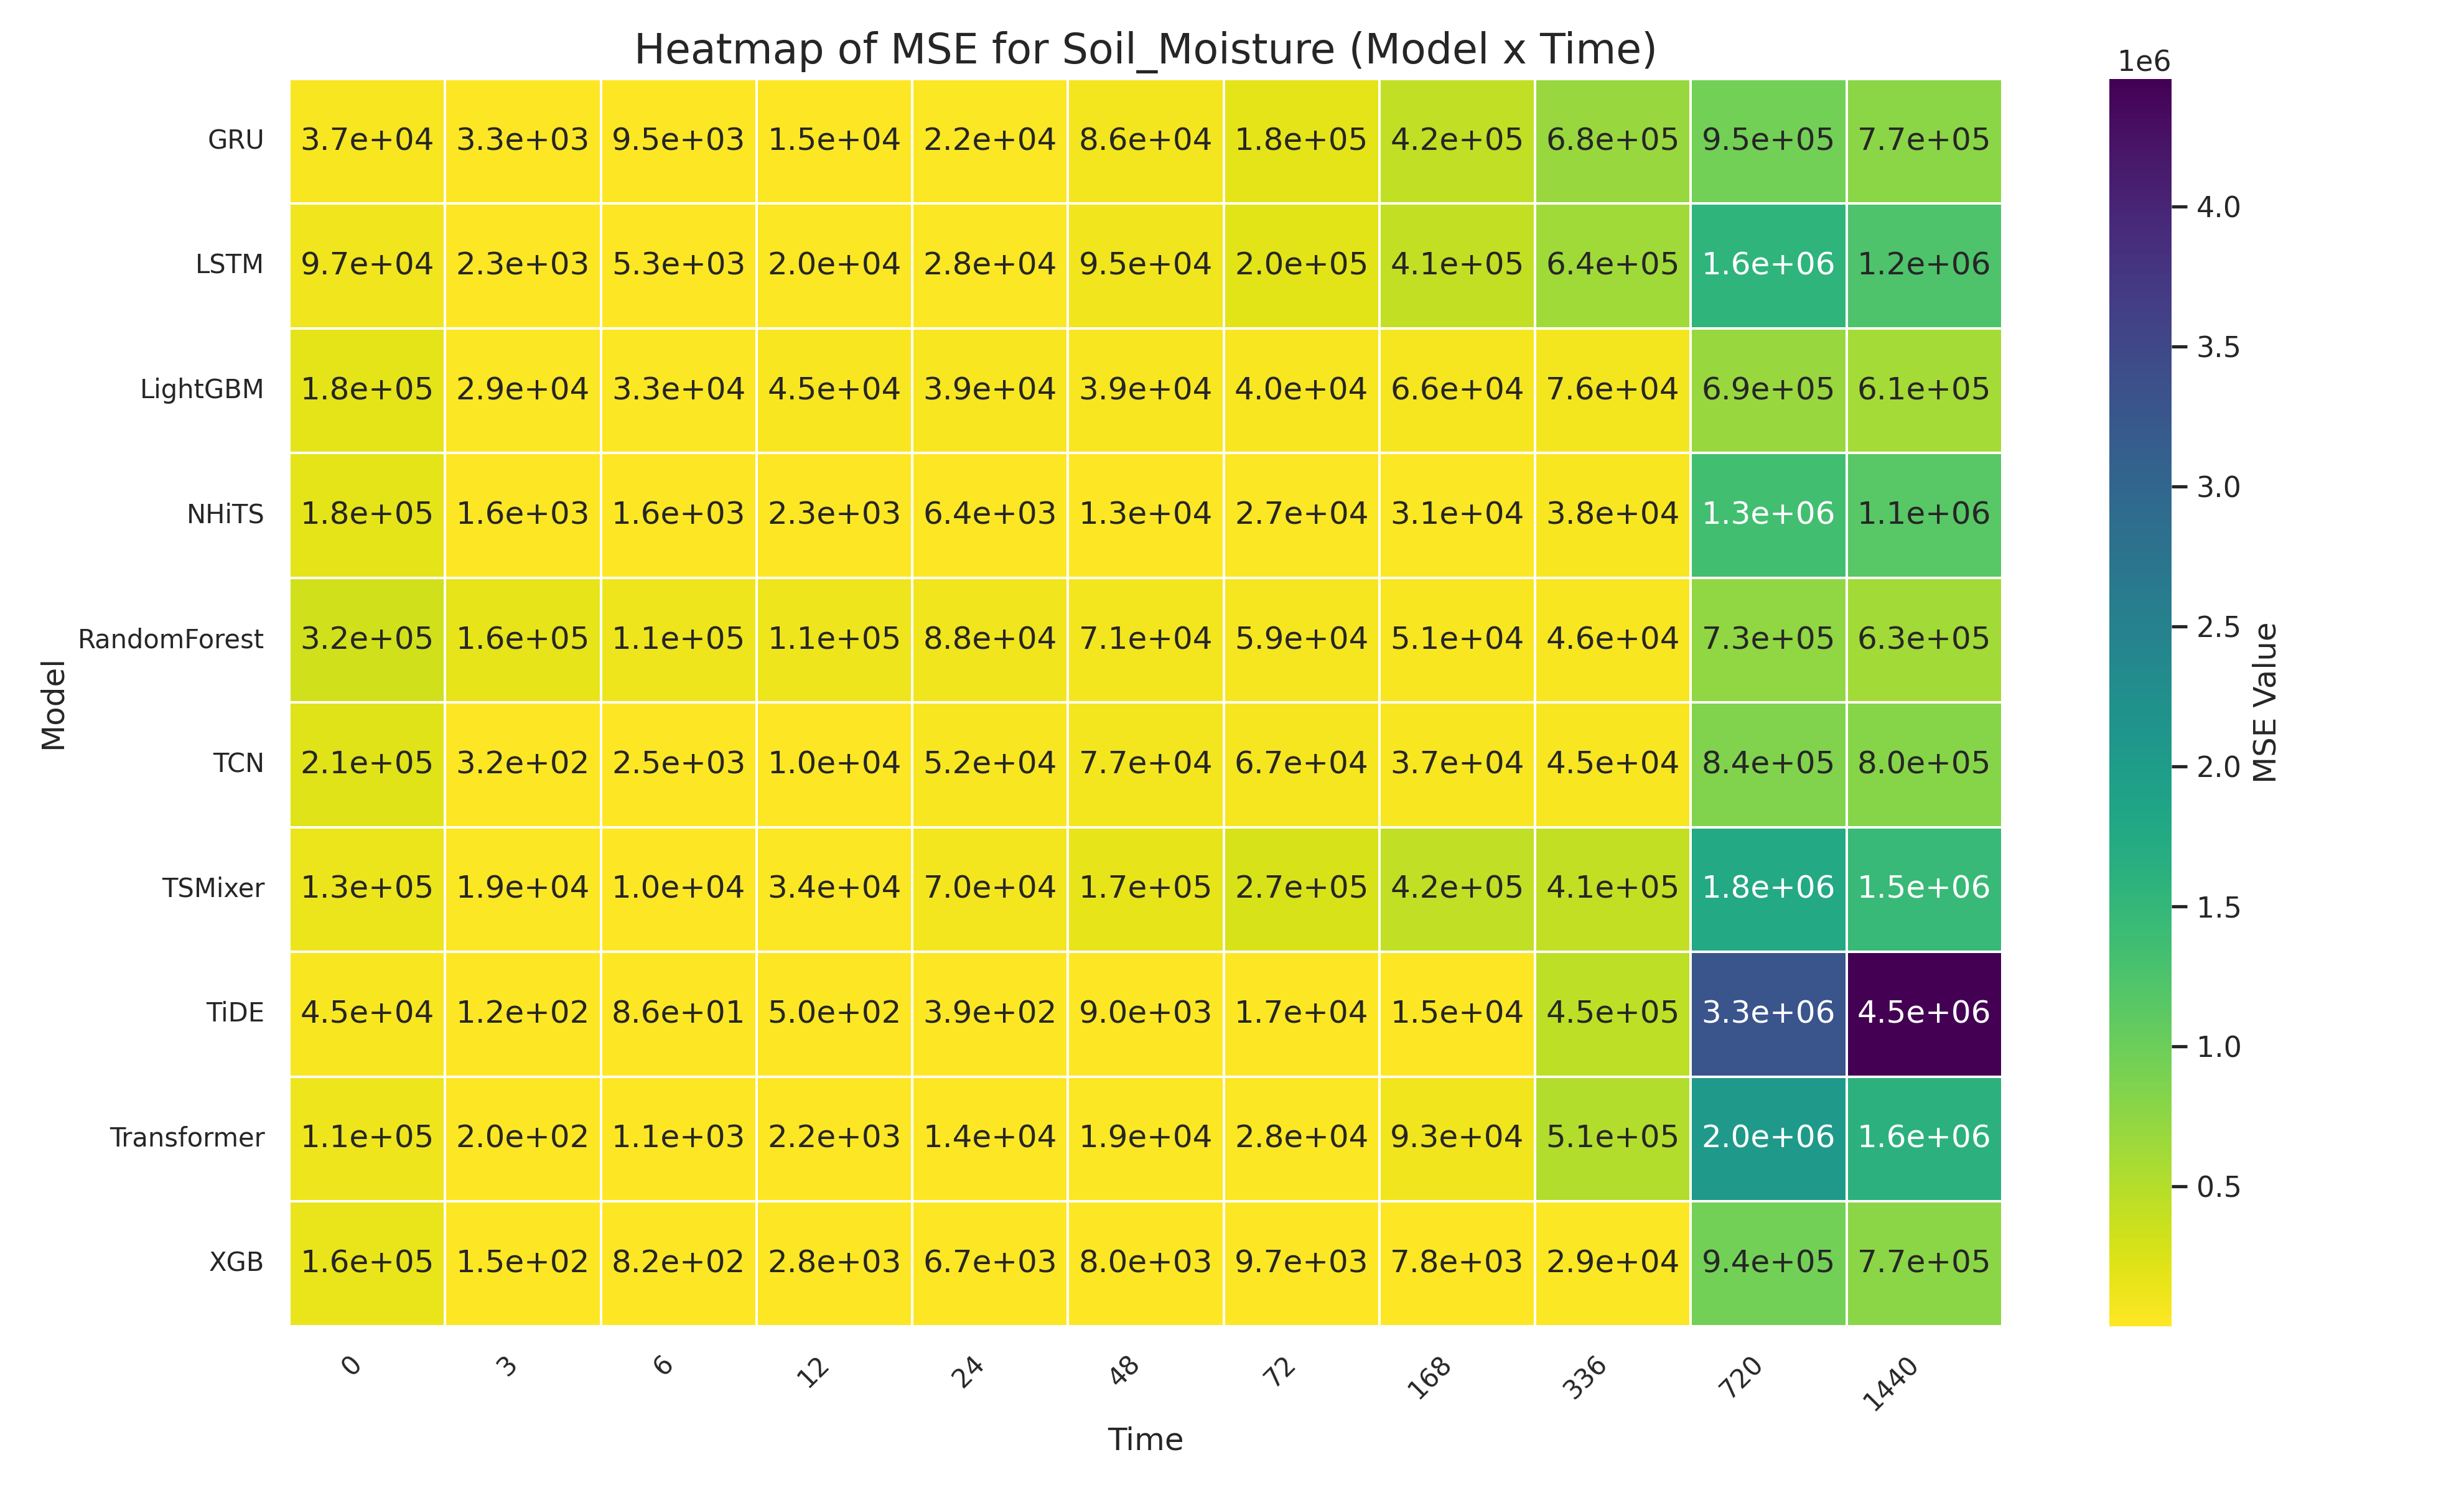 Heatmap of MSE for Soil_Moisture (Model x Time)
1e6
GRU 3.7e+04 3.3e+03 9.5e+03 1.5e+04 2.2e+04 8.6e+04 1.8e+05 4.2e+05 6.8e+05 9.5e+05 7.7e+05
4.0
LSTM 9.7e+04 2.3e+03 5.3e+03 2.0e+04 2.8e+04 9.5e+04 2.0e+05 4.1e+05 6.4e+05 1.6e+06 1.2e+06
3.5
LightGBM 1.8e+05 2.9e+04 3.3e+04 4.5e+04 3.9e+04 3.9e+04 4.0e+04 6.6e+04 7.6e+04 6.9e+05 6.1e+05
3.0
NHiTS 1.8e+05 1.6e+03 1.6e+03 2.3e+03 6.4e+03 1.3e+04 2.7e+04 3.1e+04 3.8e+04 1.3e+06 1.1e+06
2.5
RandomForest 3.2e+05 1.6e+05 1.1e+05 1.1e+05 8.8e+04 7.1e+04 5.9e+04 5.1e+04 4.6e+04 7.3e+05 6.3e+05
Model
MSE Value
TCN 2.1e+05 3.2e+02 2.5e+03 1.0e+04 5.2e+04 7.7e+04 6.7e+04 3.7e+04 4.5e+04 8.4e+05 8.0e+05
2.0
TSMixer 1.3e+05 1.9e+04 1.0e+04 3.4e+04 7.0e+04 1.7e+05 2.7e+05 4.2e+05 4.1e+05 1.8e+06 1.5e+06
1.5
TiDE 4.5e+04 1.2e+02 8.6e+01 5.0e+02 3.9e+02 9.0e+03 1.7e+04 1.5e+04 4.5e+05 3.3e+06 4.5e+06
1.0
Transformer 1.1e+05 2.0e+02 1.1e+03 2.2e+03 1.4e+04 1.9e+04 2.8e+04 9.3e+04 5.1e+05 2.0e+06 1.6e+06
0.5
XGB 1.6e+05 1.5e+02 8.2e+02 2.8e+03 6.7e+03 8.0e+03 9.7e+03 7.8e+03 2.9e+04 9.4e+05 7.7e+05
0 3 6 12 24 48 72 168 336 720 1440
Time